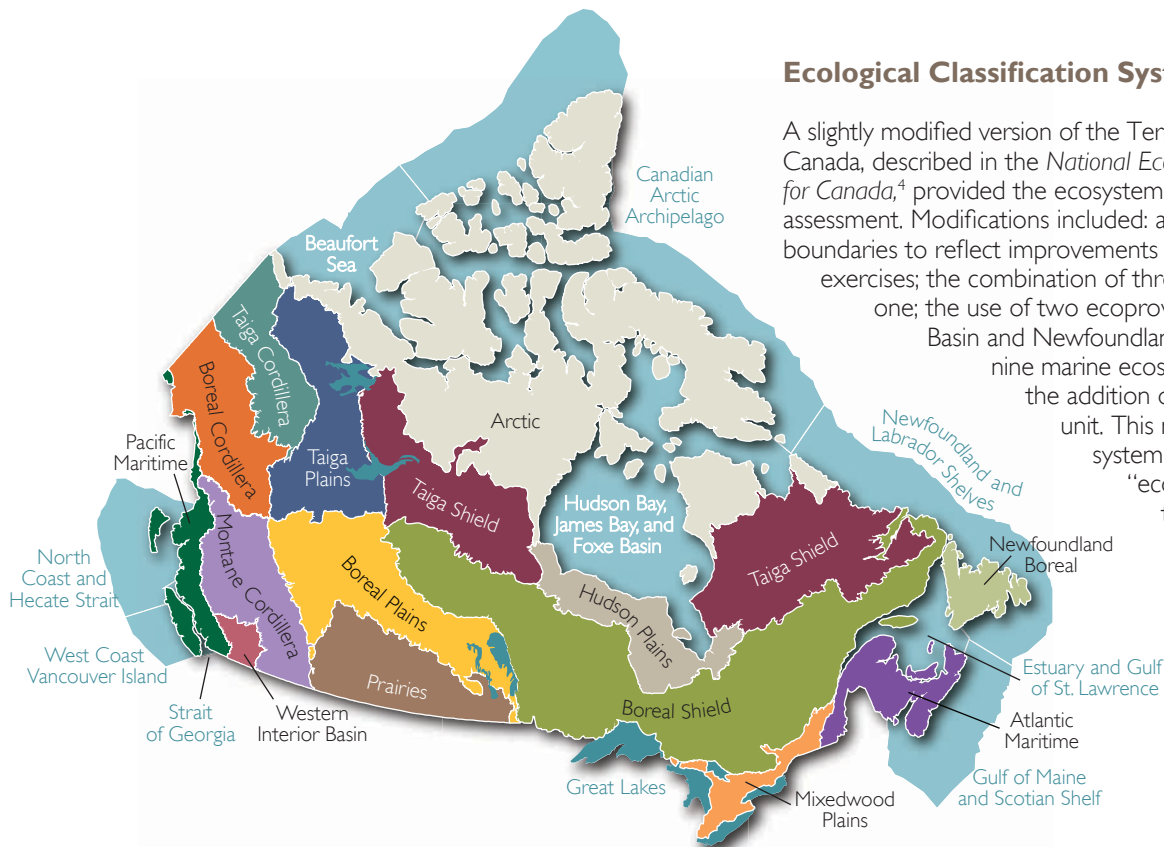 Ecological Classification Syst
A slightly modified version of the Ter
Canada, described in the National Eco
for Canada,4 provided the ecosystem
assessment. Modifications included: a
boundaries to reflect improvements
exercises; the combination of thr
one; the use of two ecoprov
Basin and Newfoundlan
nine marine ecos
the addition o
unit. This
system
“eco
Canadian
Arctic
Archipelago
Beaufort
Sea
Taiga Cordillera
Boreal Cordillera
Taiga
Plains
Arctic
Pacific
Maritime
Taiga Shield
Hudson Bay,
James Bay, and
Foxe Basin
Newfoundland and
Labrador Shelves
Taiga Shield
Newfoundland
Boreal
North
Coast and
Hecate Strait
Montane Cordillera
Boreal Plains
Hudson Plains
West Coast
Vancouver Island
Prairies
Boreal Shield
Estuary and Gulf
of St. Lawrence
Strait
of Georgia
Western
Interior Basin
Atlantic
Maritime
Great Lakes
Mixedwood
Plains
Gulf of Maine
and Scotian Shelf